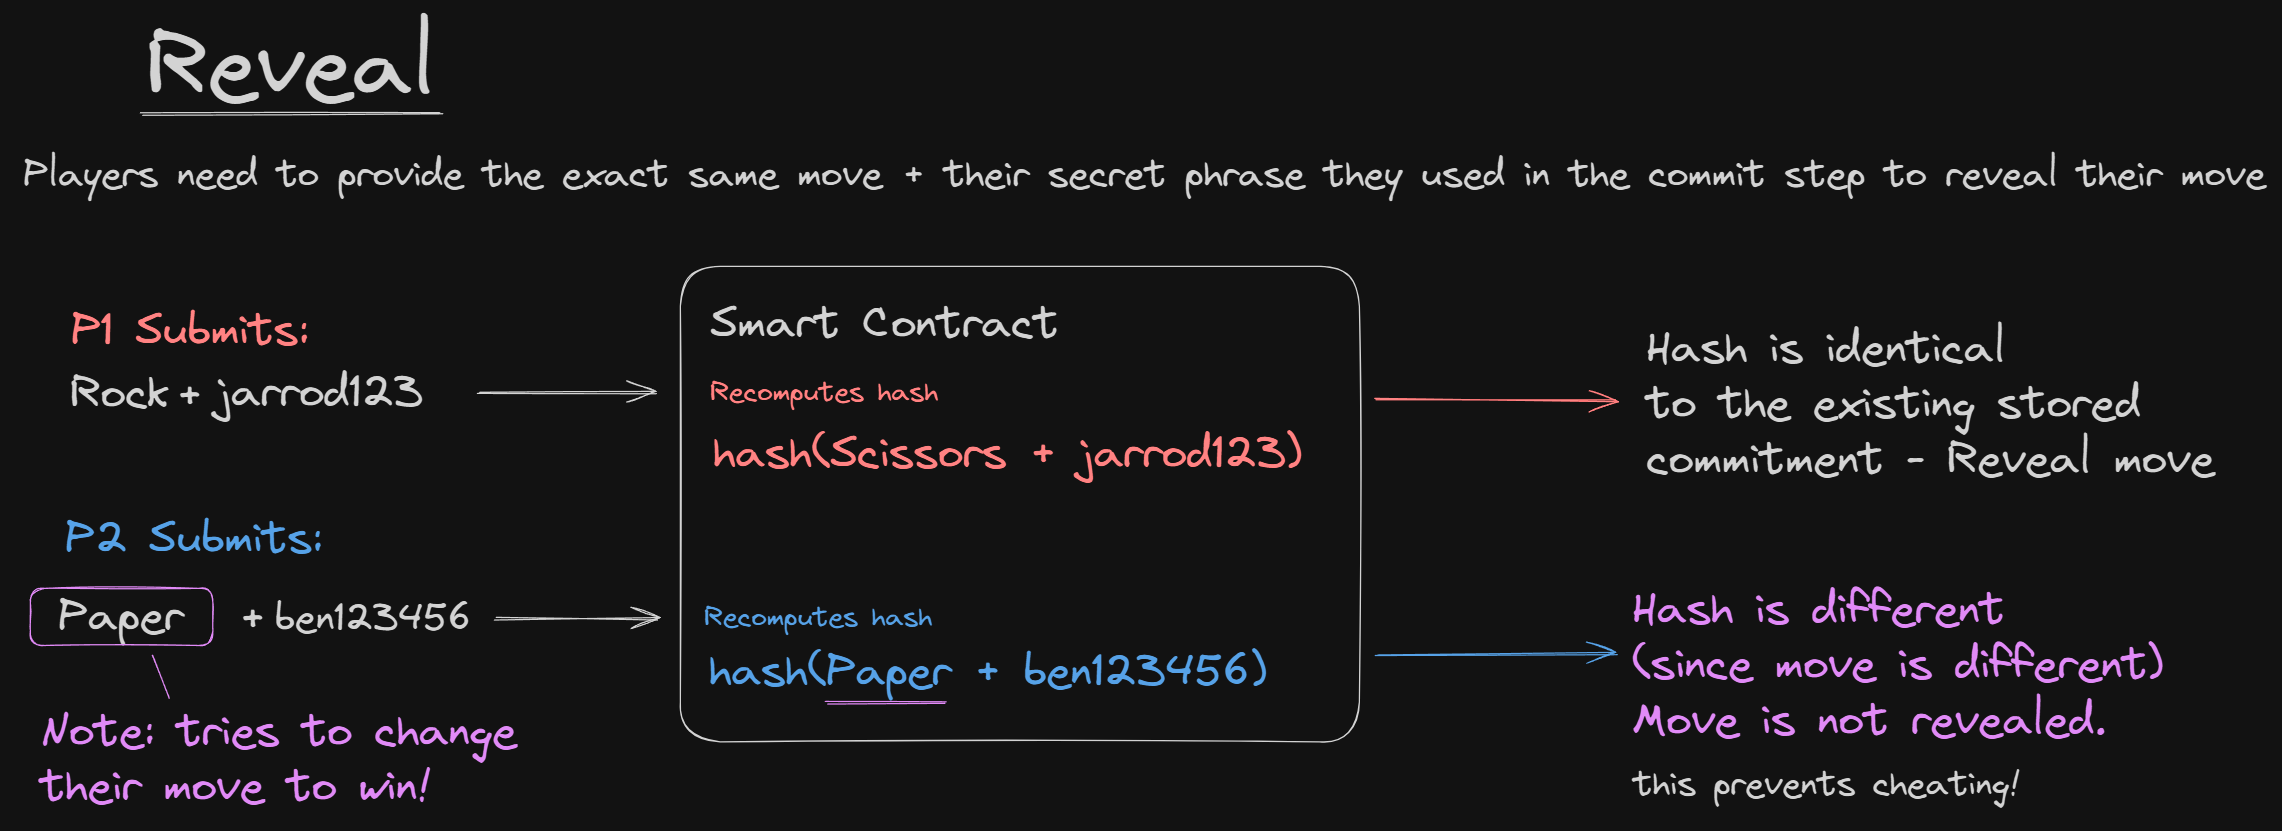 Reveal
Players need to provide the exact same move + their secret phrase they used in the commit step to reveal their move
P1 Submits:
Rock + jarrod123
Smart Contract
Recomputes hash
hash(Scissors + jarrod123)
Hash is identical
to the existing stored
commitment - Reveal move
P2 Submits:
Paper + ben123456
Note: tries to change
their move to win!
Recomputes hash
hash(Paper + ben123456)
Hash is different
(since move is different)
Move is not revealed.
this prevents cheating!